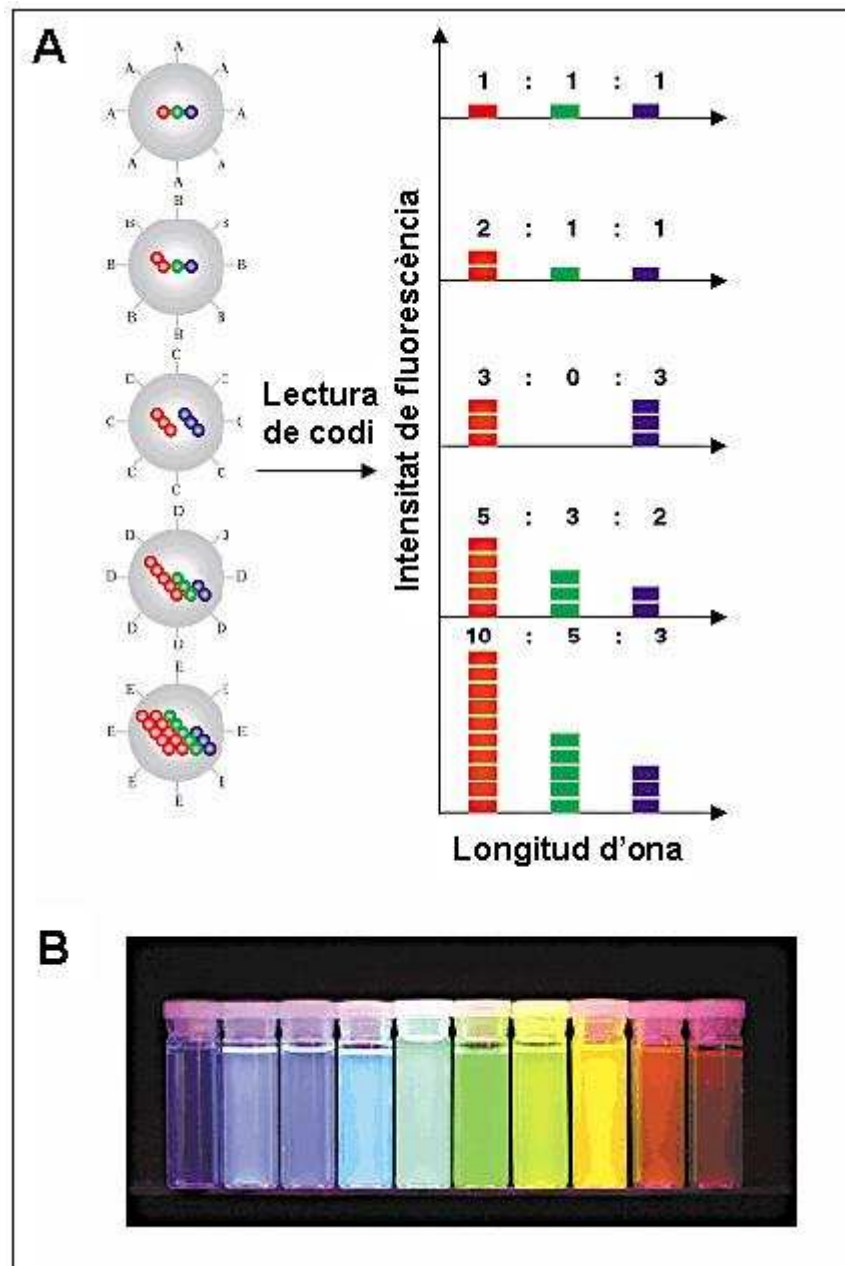 A
A
A A
A A
A A
A
B
B B
B B
B B
B
C
C
C C
C
D
D D
D D
D D
D
E
E
E E
E
E
Lectura
de codi
Intensitat de fluorescència
1 : 1 : 1
2 : 1 : 1
3 : 0 : 3
5 : 3 : 2
10 : 5 : 3
Longitud d'ona
B